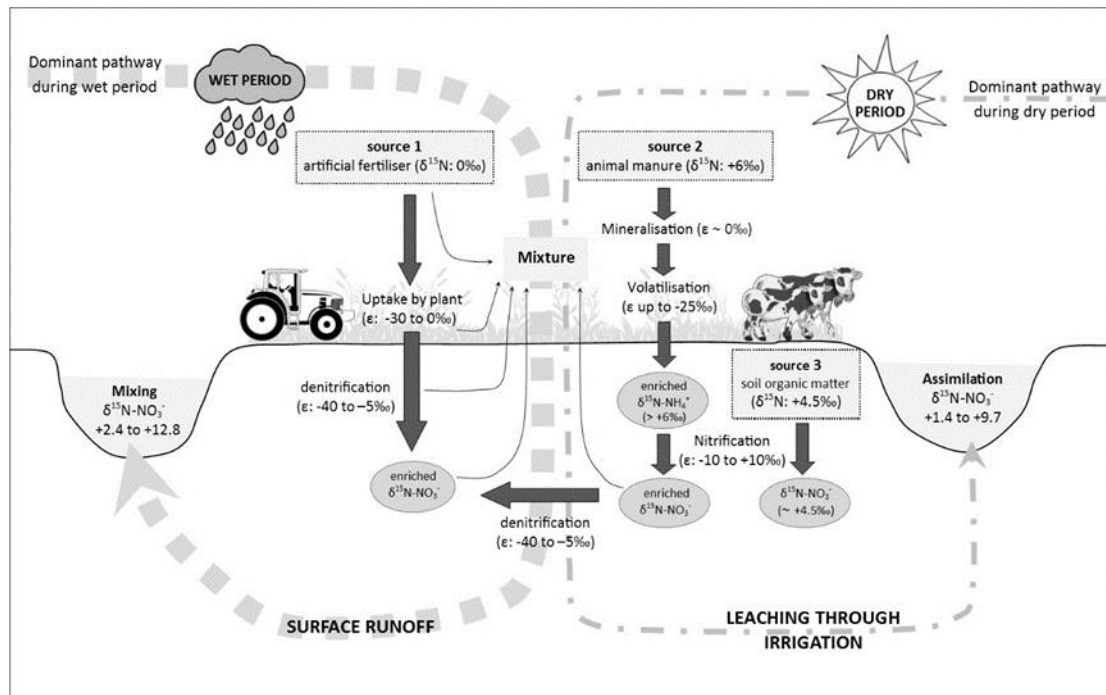 Dominant pathway
during wet period
WET PERIOD
DRY
PERIOD
Dominant pathway
during dry period
source 1
artificial fertiliser (δ¹⁵N: 0‰)
source 2
animal manure (δ¹⁵N: +6‰)
Mineralisation (ε ~ 0‰)
Mixture
Uptake by plant
(ε: -30 to 0‰)
Volatilisation
(ε up to -25‰)
Mixing
δ¹⁵N-NO₃⁻
+2.4 to +12.8
denitrification
(ε: -40 to –5‰)
enriched
δ¹⁵N-NH₄⁺
(> +6‰)
source 3
soil organic matter
(δ¹⁵N: +4.5‰)
Assimilation
δ¹⁵N-NO₃⁻
+1.4 to +9.7
Nitrification
(ε: -10 to +10‰)
enriched
δ¹⁵N-NO₃⁻
enriched
δ¹⁵N-NO₃⁻
δ¹⁵N-NO₃⁻
(~ +4.5‰)
denitrification
(ε: -40 to –5‰)
SURFACE RUNOFF
LEACHING THROUGH
IRRIGATION